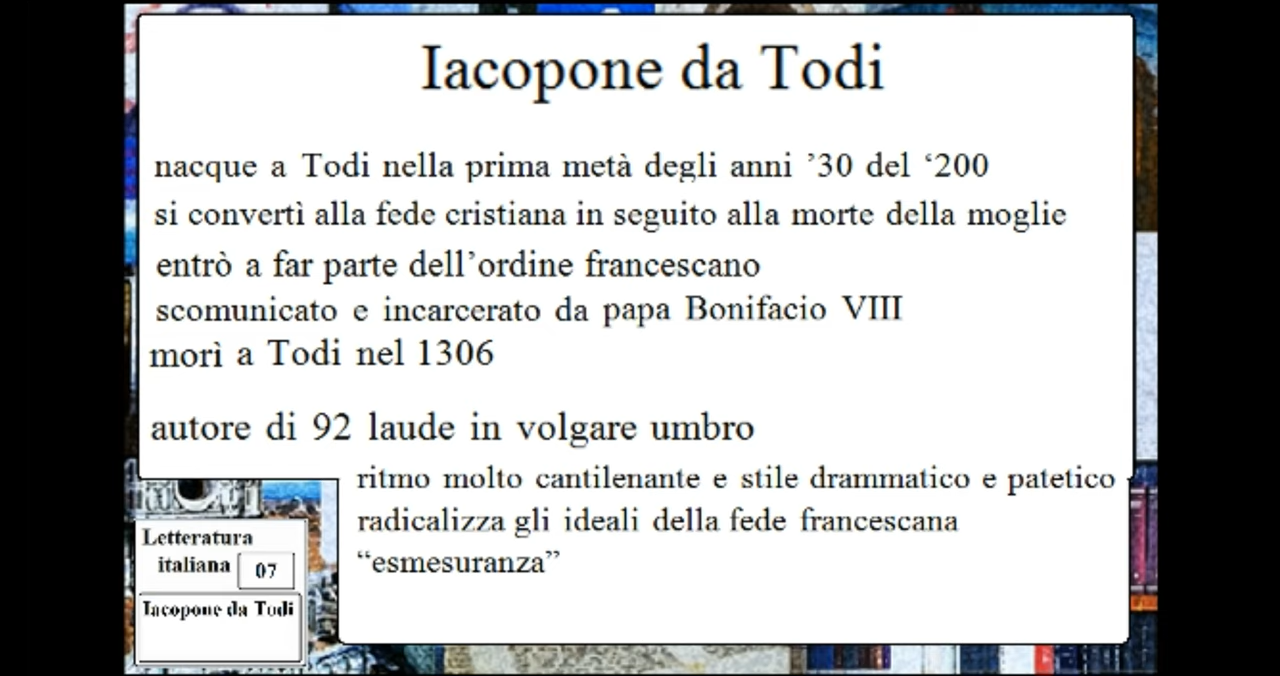 Iacopone da Todi
nacque a Todi nella prima metà degli anni ’30 del ‘200
si convertì alla fede cristiana in seguito alla morte della moglie
entrò a far parte dell’ordine francescano
scomunicato e incarcerato da papa Bonifacio VIII
morì a Todi nel 1306
autore di 92 laude in volgare umbro
ritmo molto cantilenante e stile drammatico e patetico
radicalizza gli ideali della fede francescana
“esmesuranza”
Letteratura
italiana 07
Iacopone da Todi